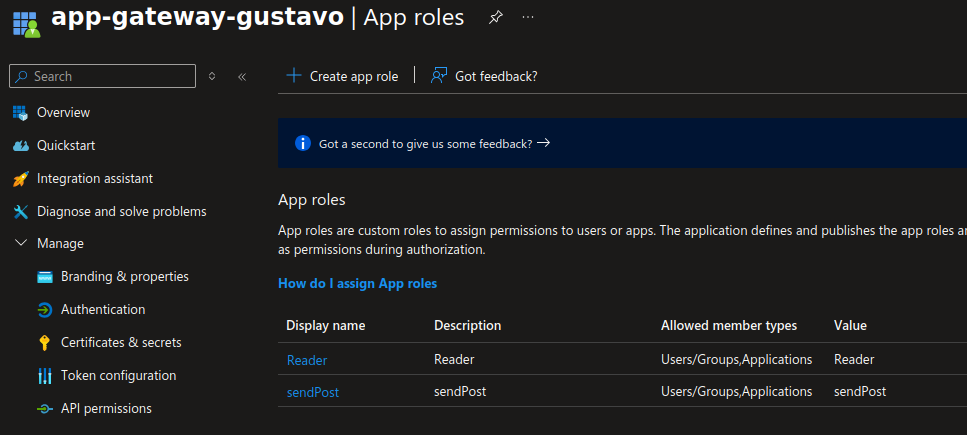 app-gateway-gustavo | App roles
Search
Create app role
Got feedback?
Overview
Quickstart
Integration assistant
Diagnose and solve problems
Manage
Branding & properties
Authentication
Certificates & secrets
Token configuration
API permissions
Got a second to give us some feedback?
App roles
App roles are custom roles to assign permissions to users or apps. The application defines and publishes the app roles
as permissions during authorization.
How do I assign App roles
Display name Description Allowed member types Value
Reader Reader Users/Groups,Applications Reader
sendPost sendPost Users/Groups,Applications sendPost